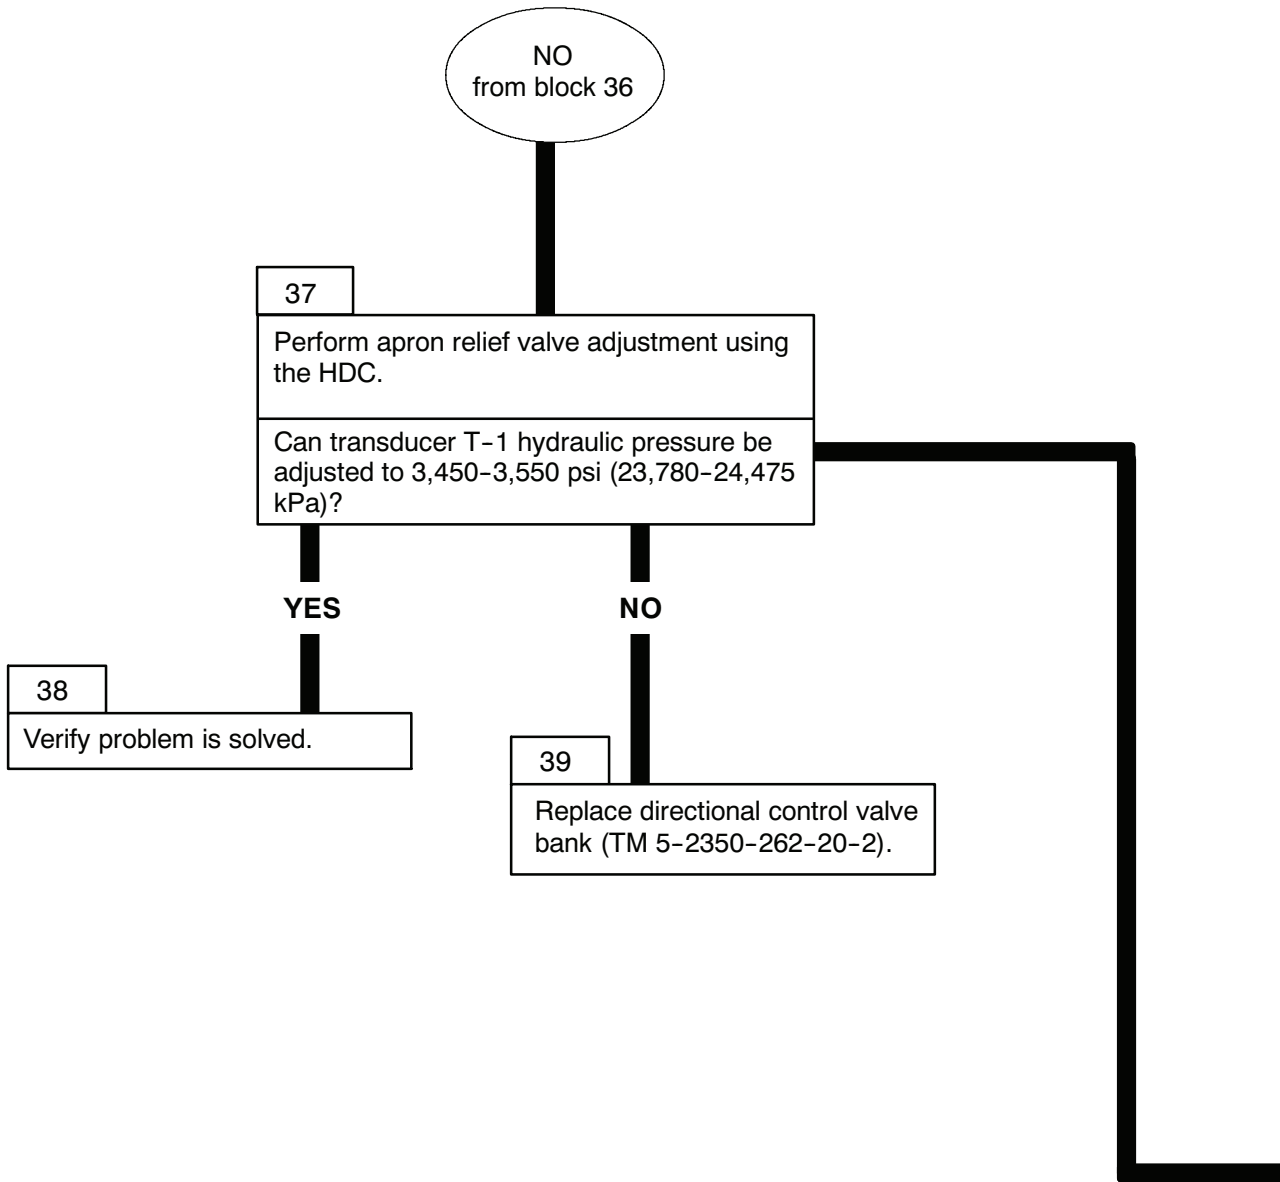 NO
from block 36
37
Perform apron relief valve adjustment using
the HDC.
Can transducer T-1 hydraulic pressure be
adjusted to 3,450-3,550 psi (23,780-24,475
kPa)?
YES
NO
38
Verify problem is solved.
39
Replace directional control valve
bank (TM 5-2350-262-20-2).